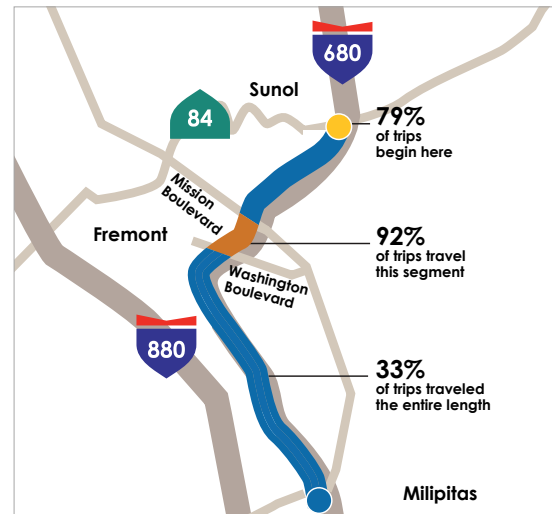 680
Sunol
84
79%
of trips
begin here
Mission
Boulevard
Fremont
92%
of trips travel
this segment
Washington
Boulevard
880
33%
of trips traveled
the entire length
Milipitas